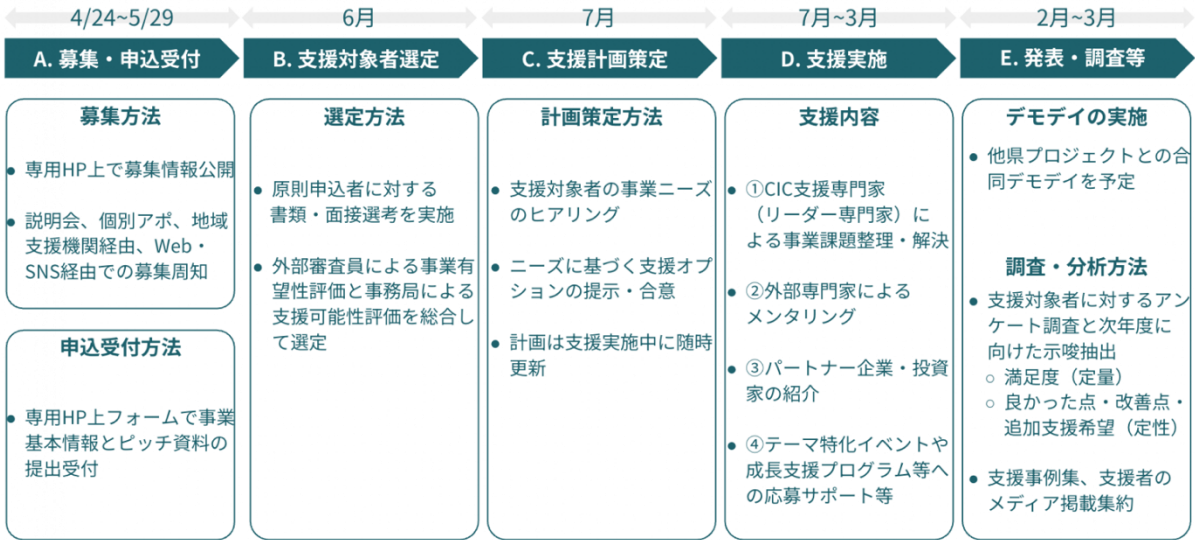 4/24~5/29
A. 募集・申込受付
募集方法
● 専用HP上で募集情報公開
● 説明会、個別アポ、地域
支援機関経由、Web・
SNS経由での募集周知
申込受付方法
● 専用HP上フォームで事業
基本情報とピッチ資料の
提出受付
6月
B. 支援対象者選定
選定方法
● 原則申込者に対する
書類・面接選考を実施
● 外部審査員による事業有
望性評価と事務局による
支援可能性評価を総合し
て選定
7月
C. 支援計画策定
計画策定方法
● 支援対象者の事業ニーズ
のヒアリング
● ニーズに基づく支援オプ
ションの提示・合意
● 計画は支援実施中に随時
更新
7月~3月
D. 支援実施
支援内容
● ①CIC支援専門家
（リーダー専門家）に
よる事業課題整理・解決
● ②外部専門家による
メンタリング
● ③パートナー企業・投資
家の紹介
● ④テーマ特化イベントや
成長支援プログラム等へ
の応募サポート等
2月~3月
E. 発表・調査等
デモデイの実施
● 他県プロジェクトとの合
同デモデイを予定
調査・分析方法
● 支援対象者に対するアン
ケート調査と次年度に
向けた示唆抽出
○ 満足度（定量）
○ 良かった点・改善点・
追加支援希望（定性）
● 支援事例集、支援者の
メディア掲載集約